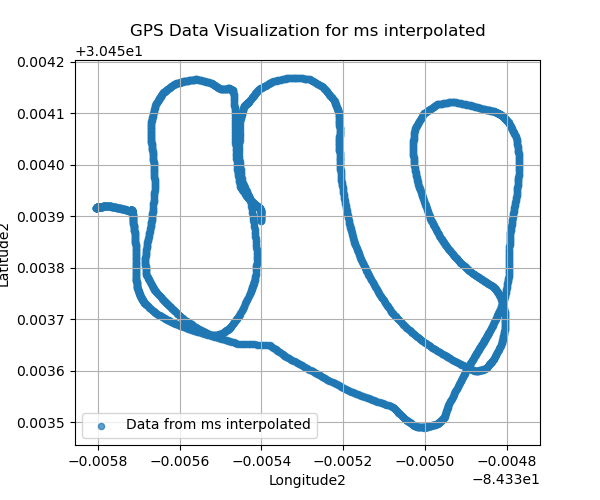 GPS Data Visualization for ms interpolated
+3.045e1
0.0042
0.0041
0.0040
0.0039
0.0038
0.0037
0.0036
0.0035
Latitude2
Data from ms interpolated
−0.0058 −0.0056 −0.0054 −0.0052 −0.0050 −0.0048
Longitude2
−8.433e1